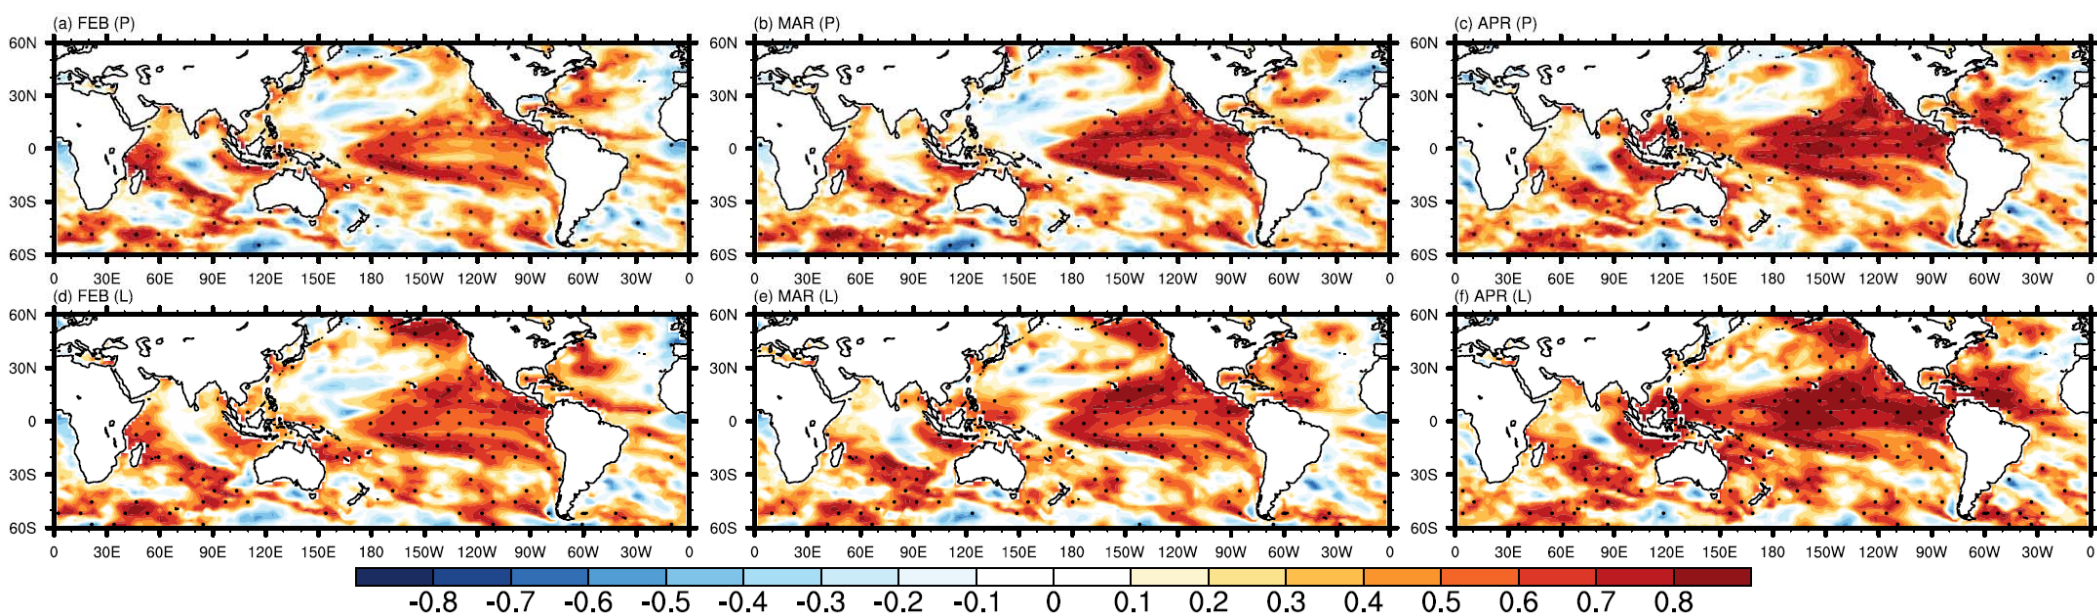 (a) FEB (P)
(b) MAR (P)
(c) APR (P)
60N 60N 60N
30N 30N 30N
0 0 0
30S 30S 30S
60S 60S 60S
0 30E 60E 90E 120E 150E 180 150W 120W 90W 60W 30W 0
0 30E 60E 90E 120E 150E 180 150W 120W 90W 60W 30W 0
0 30E 60E 90E 120E 150E 180 150W 120W 90W 60W 30W 0
(d) FEB (L)
(e) MAR (L)
(f) APR (L)
60N 60N 60N
30N 30N 30N
0 0 0
30S 30S 30S
60S 60S 60S
0 30E 60E 90E 120E 150E 180 150W 120W 90W 60W 30W 0
0 30E 60E 90E 120E 150E 180 150W 120W 90W 60W 30W 0
0 30E 60E 90E 120E 150E 180 150W 120W 90W 60W 30W 0
-0.8 -0.7 -0.6 -0.5 -0.4 -0.3 -0.2 -0.1 0 0.1 0.2 0.3 0.4 0.5 0.6 0.7 0.8